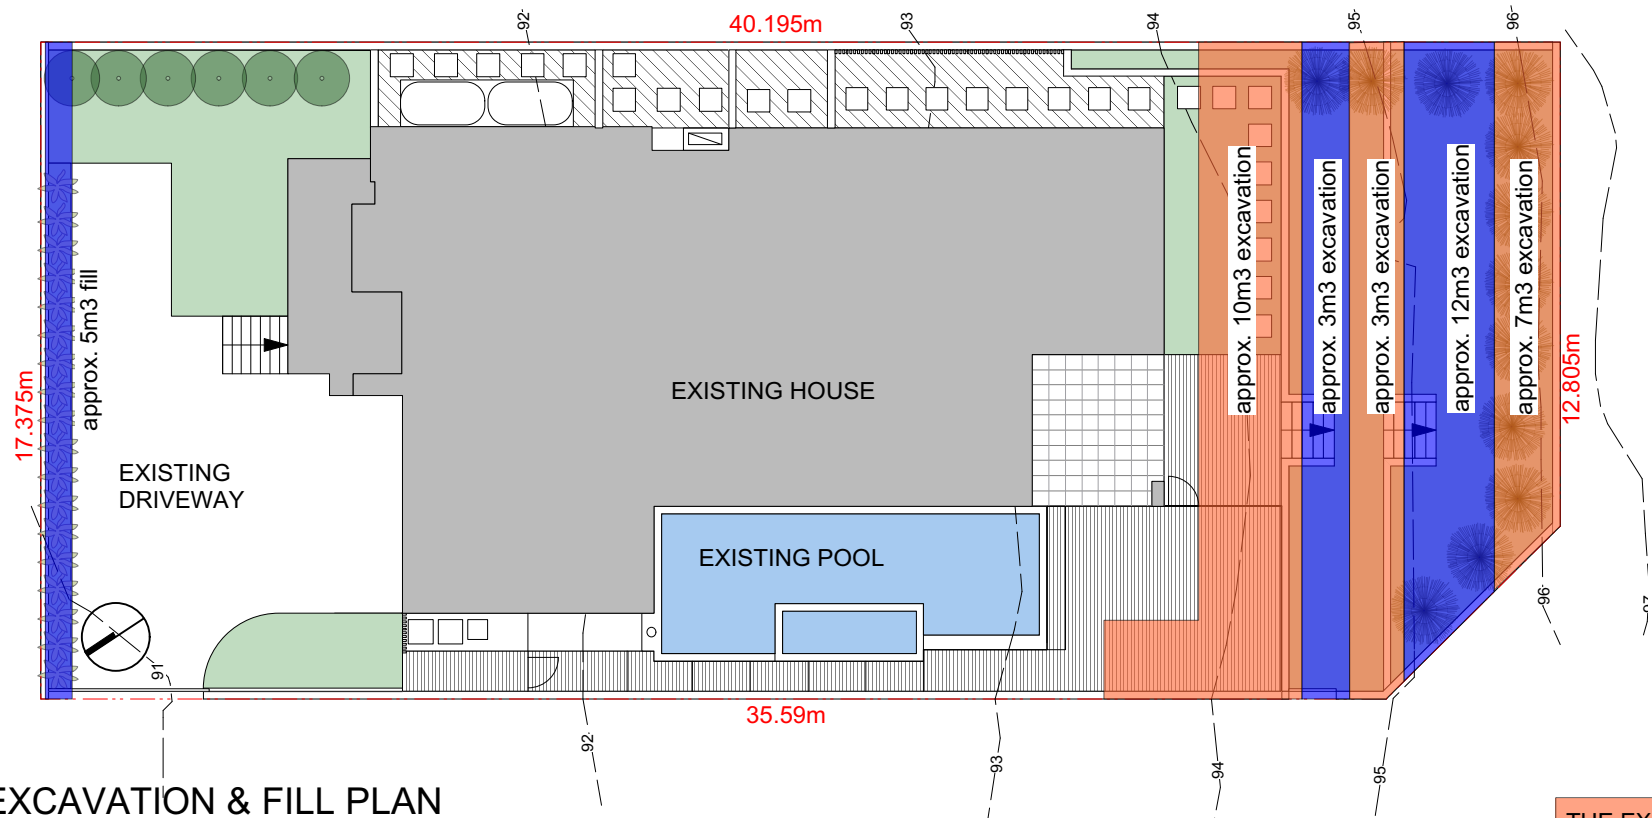 92
93
94
95
96
40.195m
approx. 5m3 fill
17.375m
EXISTING
DRIVEWAY
EXISTING HOUSE
EXISTING POOL
approx. 10m3 excavation
approx. 3m3 excavation
approx. 3m3 excavation
approx. 12m3 excavation
approx. 7m3 excavation
12.805m
91
96
97
35.59m
92
93
94
95
EXCAVATION & FILL PLAN